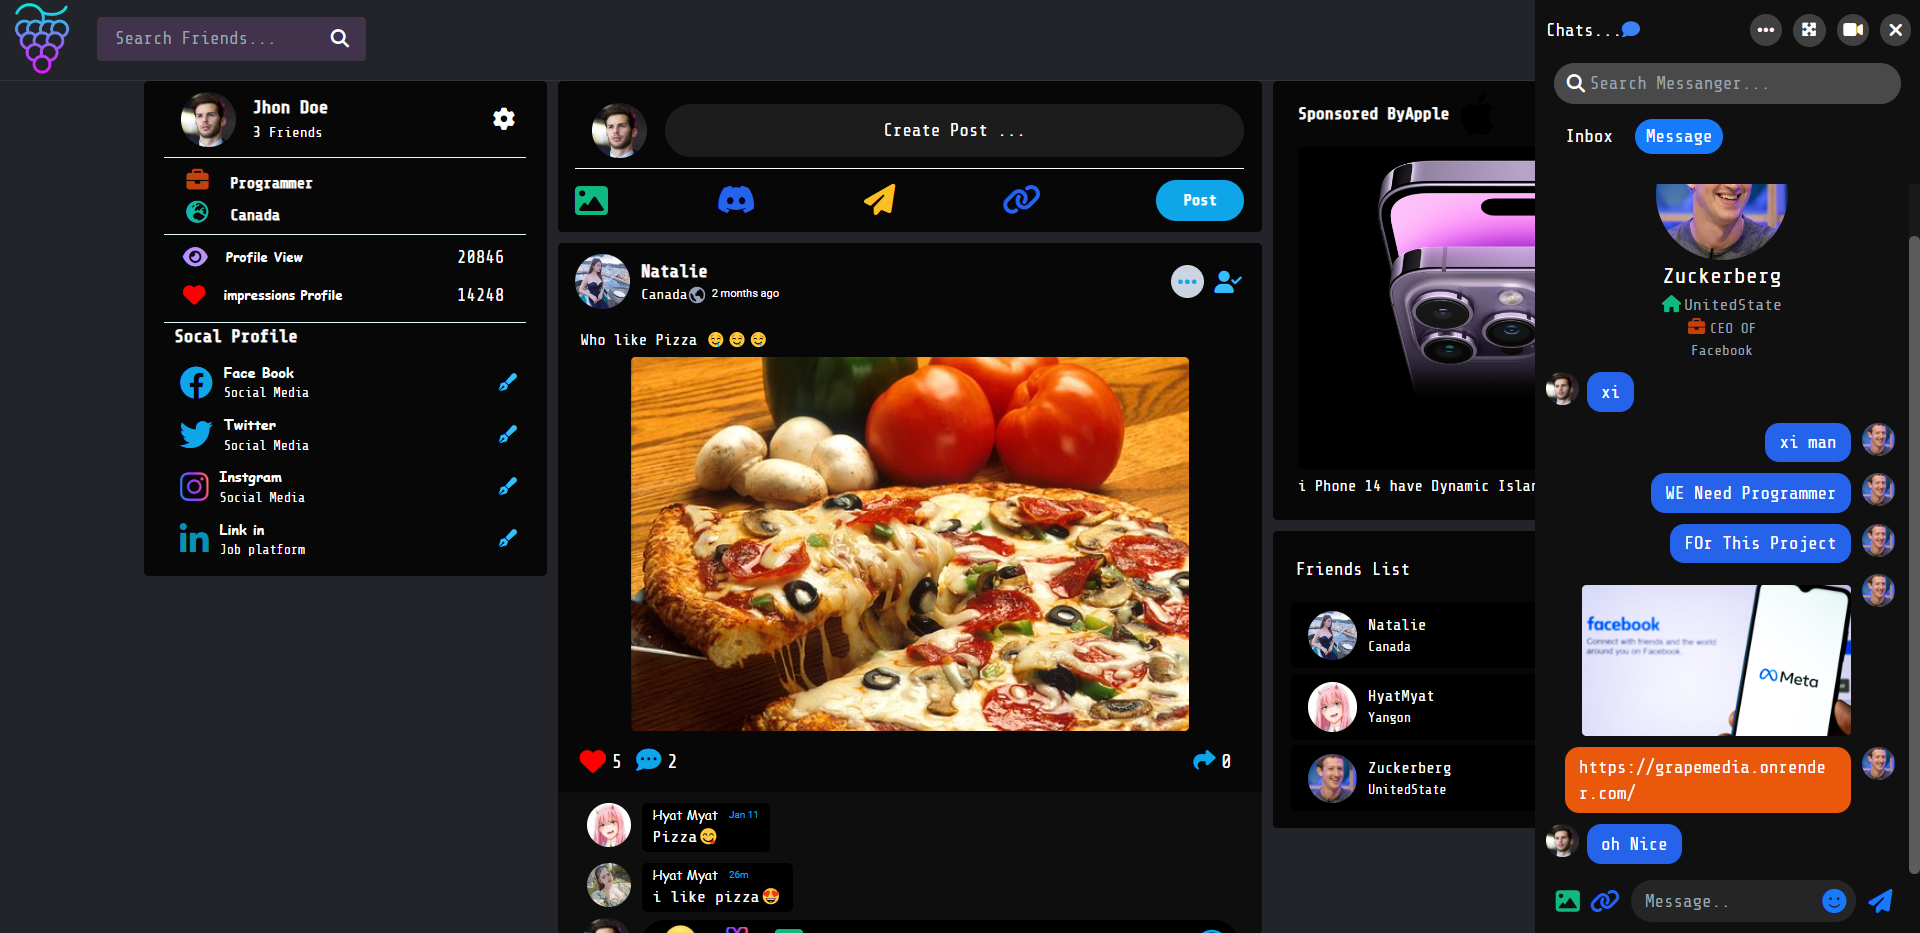 Search Friends...
Jhon Doe
3 Friends
Programmer
Canada
Profile View 20846
impressions Profile 14248
Socal Profile
Face Book
Social Media
Twitter
Social Media
Instgram
Social Media
Link in
Job platform
Create Post ...
Post
Natalie
Canada 2 months ago
Who like Pizza 😋😋😋
5 2 0
Hyat Myat Jan 11
Pizza😋
Hyat Myat 26m
i like pizza🤩
Sponsored ByApple
i Phone 14 have Dynamic Islan
Friends List
Natalie
Canada
HyatMyat
Yangon
Zuckerberg
UnitedState
Chats...
Search Messanger...
Inbox Message
Zuckerberg
UnitedState
CEO OF
Facebook
xi
xi man
WE Need Programmer
FOr This Project
facebook
Connect with friends and the world
around you on Facebook.
Meta
https://grapemedia.onrende
r.com/
oh Nice
Message..